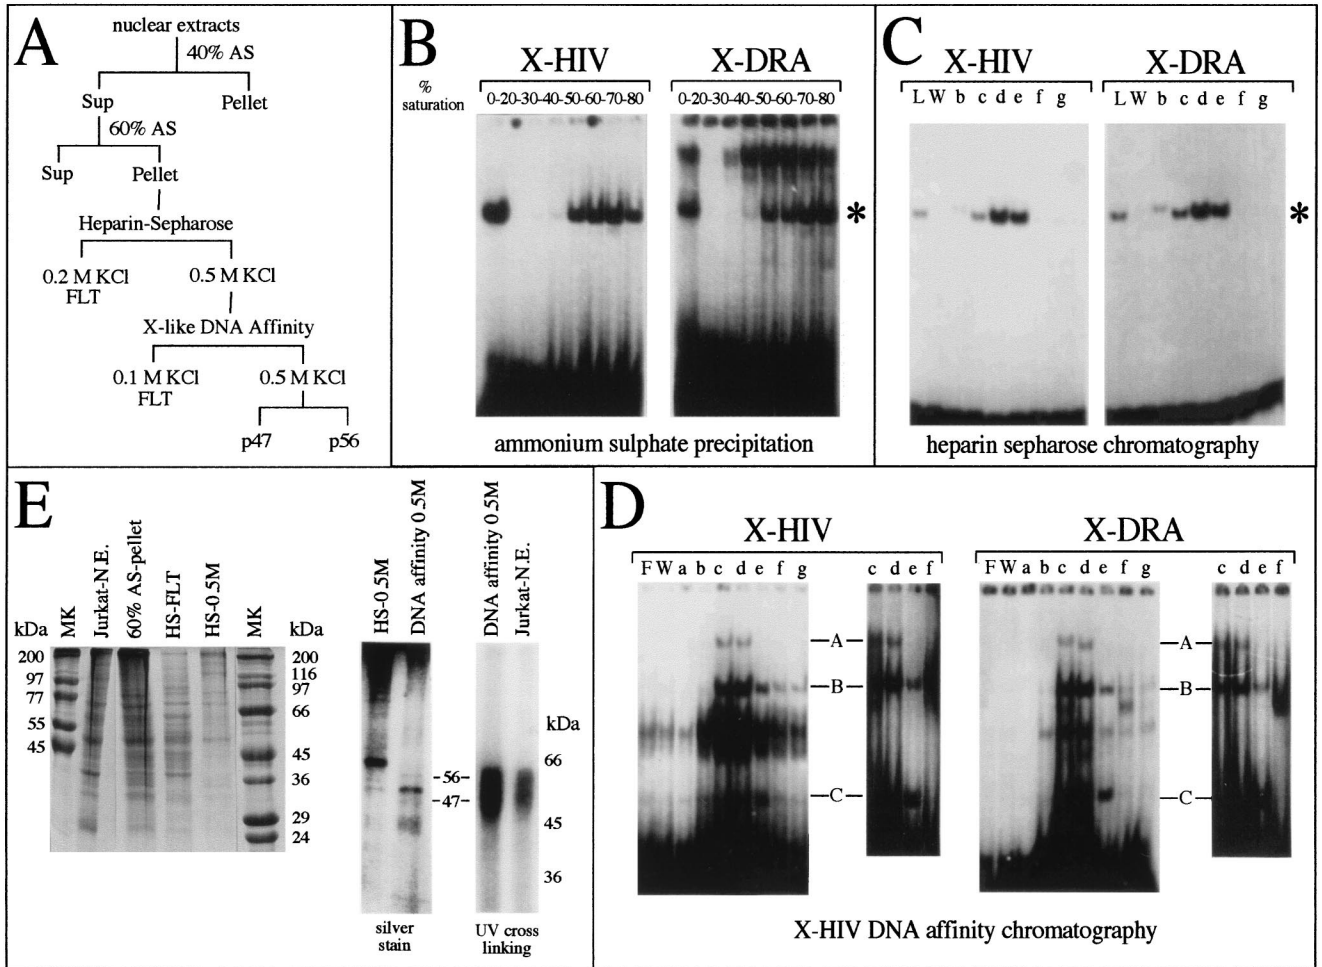 A
nuclear extracts
40% AS
Sup Pellet
60% AS
Sup Pellet
Heparin-Sepharose
0.2 M KCl 0.5 M KCl
FLT
X-like DNA Affinity
0.1 M KCl 0.5 M KCl
FLT
p47 p56
B
X-HIV X-DRA
%
saturation
0-20-30-40-50-60-70-80 0-20-30-40-50-60-70-80
*
ammonium sulphate precipitation
C
X-HIV X-DRA
L W b c d e f g L W b c d e f g
*
heparin sepharose chromatography
E
kDa MK Jurkat-N.E. 60% AS-pellet HS-FLT HS-0.5M MK kDa
200
97
77
55
45
200
116
97
66
45
36
29
24
HS-0.5M DNA affinity 0.5M
-56-
-47-
silver
stain
DNA affinity 0.5M Jurkat-N.E.
kDa
66
45
36
UV cross
linking
D
X-HIV X-DRA
F W a b c d e f g c d e f F W a b c d e f g c d e f
A A
B B
C C
X-HIV DNA affinity chromatography